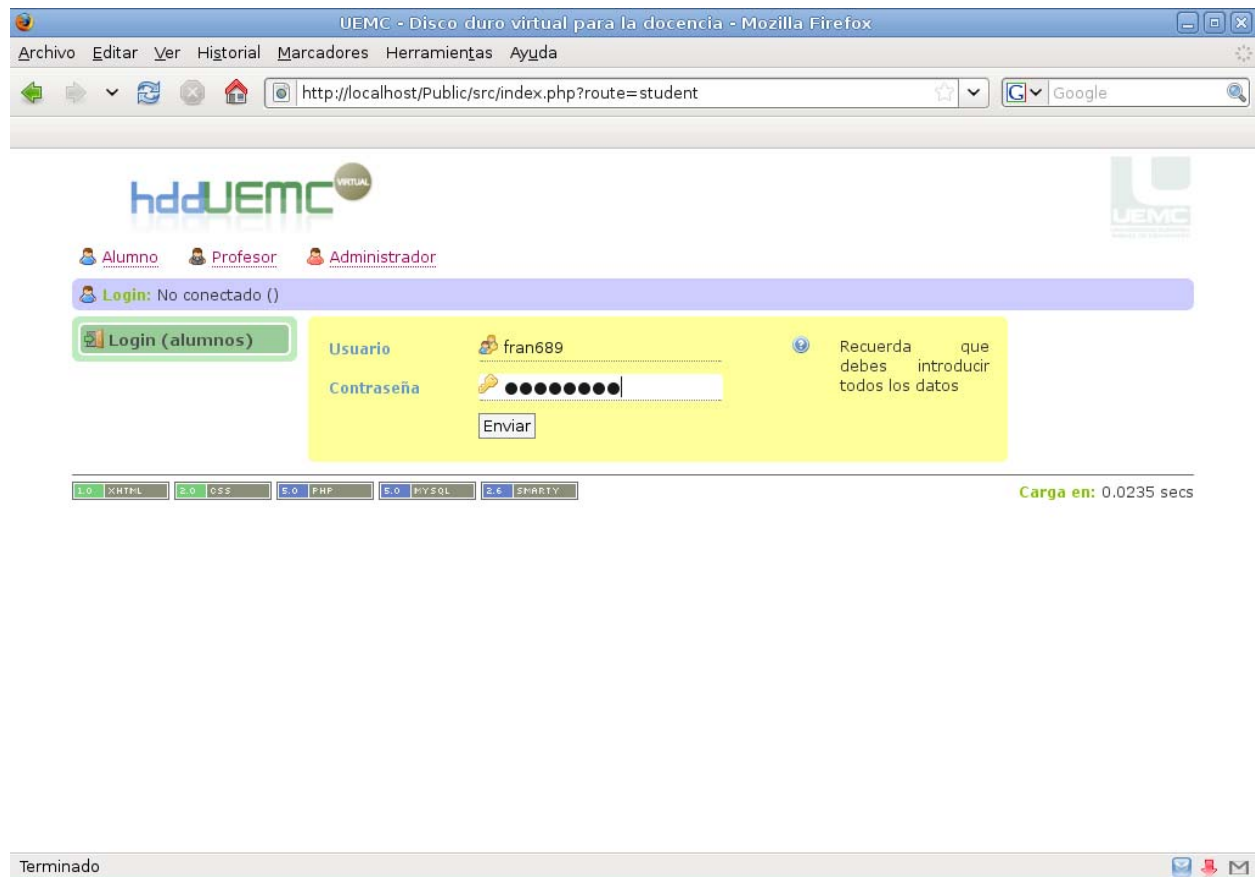 UEMC - Disco duro virtual para la docencia - Mozilla Firefox
Archivo Editar Ver Historial Marcadores Herramientas Ayuda
http://localhost/Public/src/index.php?route=student
G Google
hddUEMC VIRTUAL
UEMC
Alumno Profesor Administrador
Login: No conectado ()
Login (alumnos)
Usuario fran689
Contraseña ●●●●●●●●
Enviar
Recuerda que
debes introducir
todos los datos
1.0 XHTML 2.0 CSS 5.0 PHP 5.0 MYSQL 2.6 SMARTY
Carga en: 0.0235 secs
Terminado